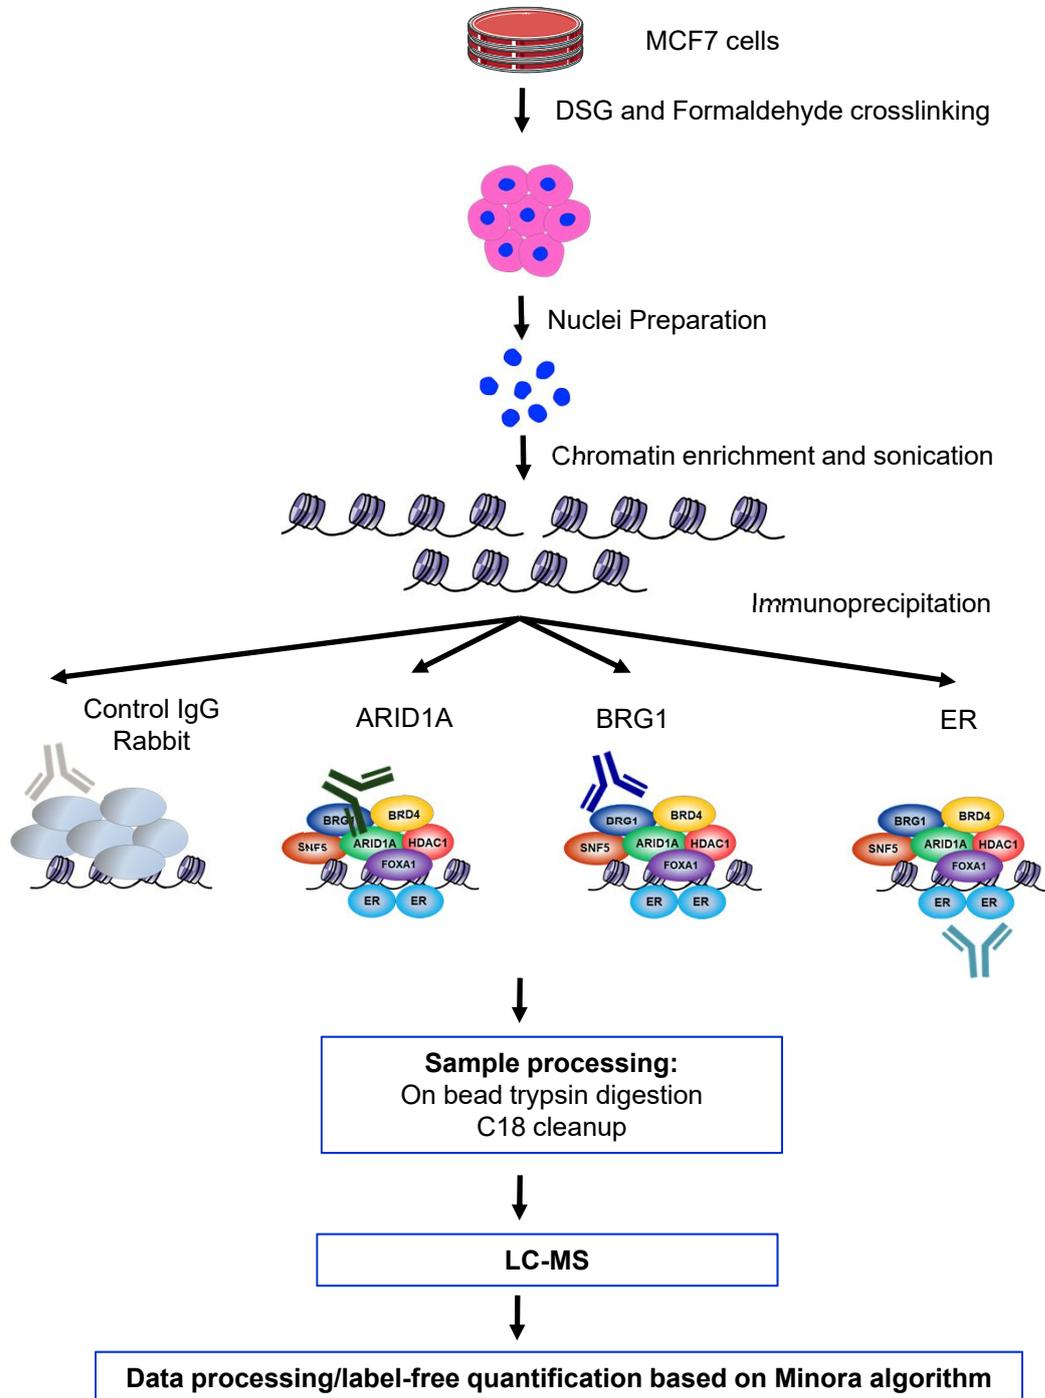 MCF7 cells
DSG and Formaldehyde crosslinking
Nuclei Preparation
Chromatin enrichment and sonication
Immunoprecipitation
Control IgG
Rabbit
ARID1A
BRG1
ER
BRG1
BRD4
SNF5
ARID1A
HDAC1
FOXA1
ER
ER
BRG1
BRD4
SNF5
ARID1A
HDAC1
FOXA1
ER
ER
BRG1
BRD4
SNF5
ARID1A
HDAC1
FOXA1
ER
ER
Sample processing:
On bead trypsin digestion
C18 cleanup
LC-MS
Data processing/label-free quantification based on Minora algorithm